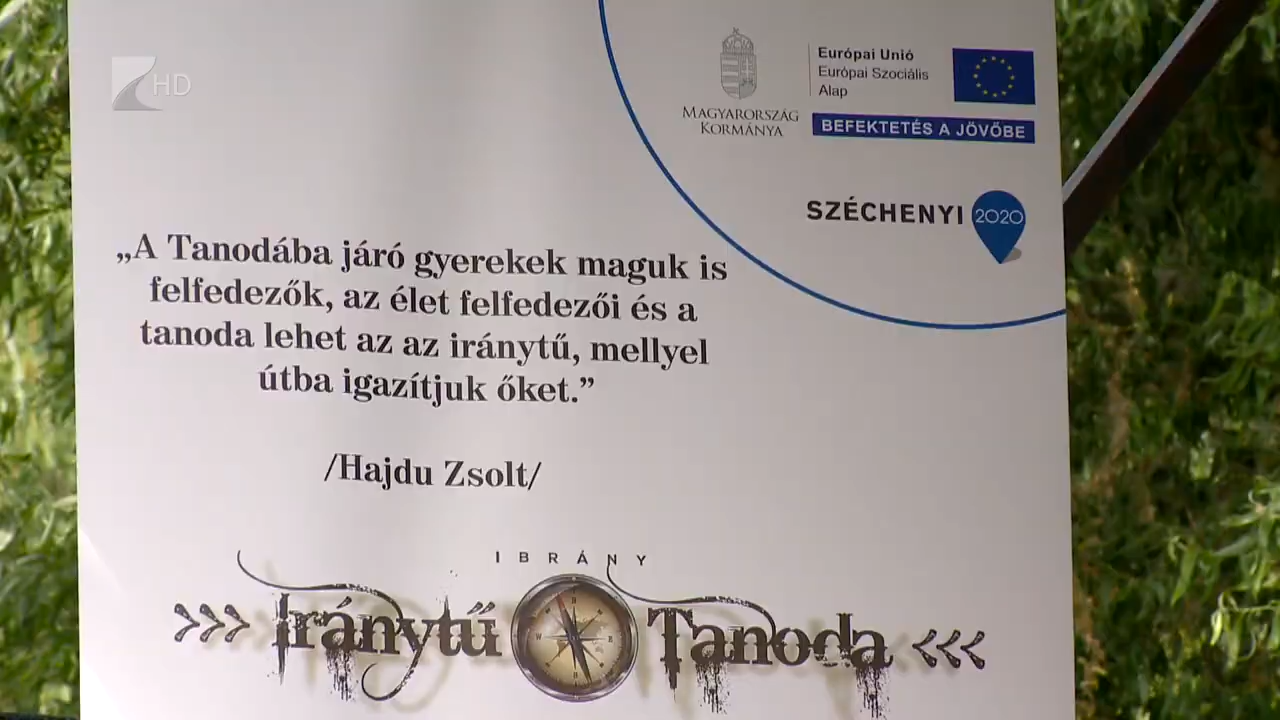 HD
Európai Unió
Európai Szociális
Alap
MAGYARORSZÁG
KORMÁNYA
BEFEKTETÉS A JÖVŐBE
SZÉCHENYI 2020
„A Tanodába járó gyerekek maguk is
felfedezők, az élet felfedezői és a
tanoda lehet az az iránytű, mellyel
útba igazítjuk őket.”
/Hajdu Zsolt/
IBRÁNY
Iránytű Tanoda
N
W E